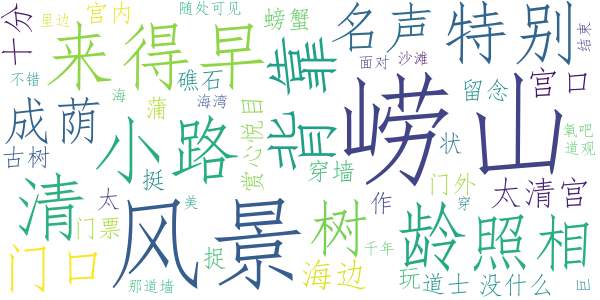 十分
里边
宫内
随处可见
螃蟹
名声
特别
结束
来得早
不错
礁石
靠
面对
沙滩
宫口
成荫
海
蒲
海湾
赏心悦目
背
崂山
留念
氧吧
道观
古树
小路
挺
穿墙
状
门外
太清宫
清
太
门票
风景
美
捉
树
作
龄
穿
照相
门口
那道墙
海边
千年
玩
道士
没什么
巨